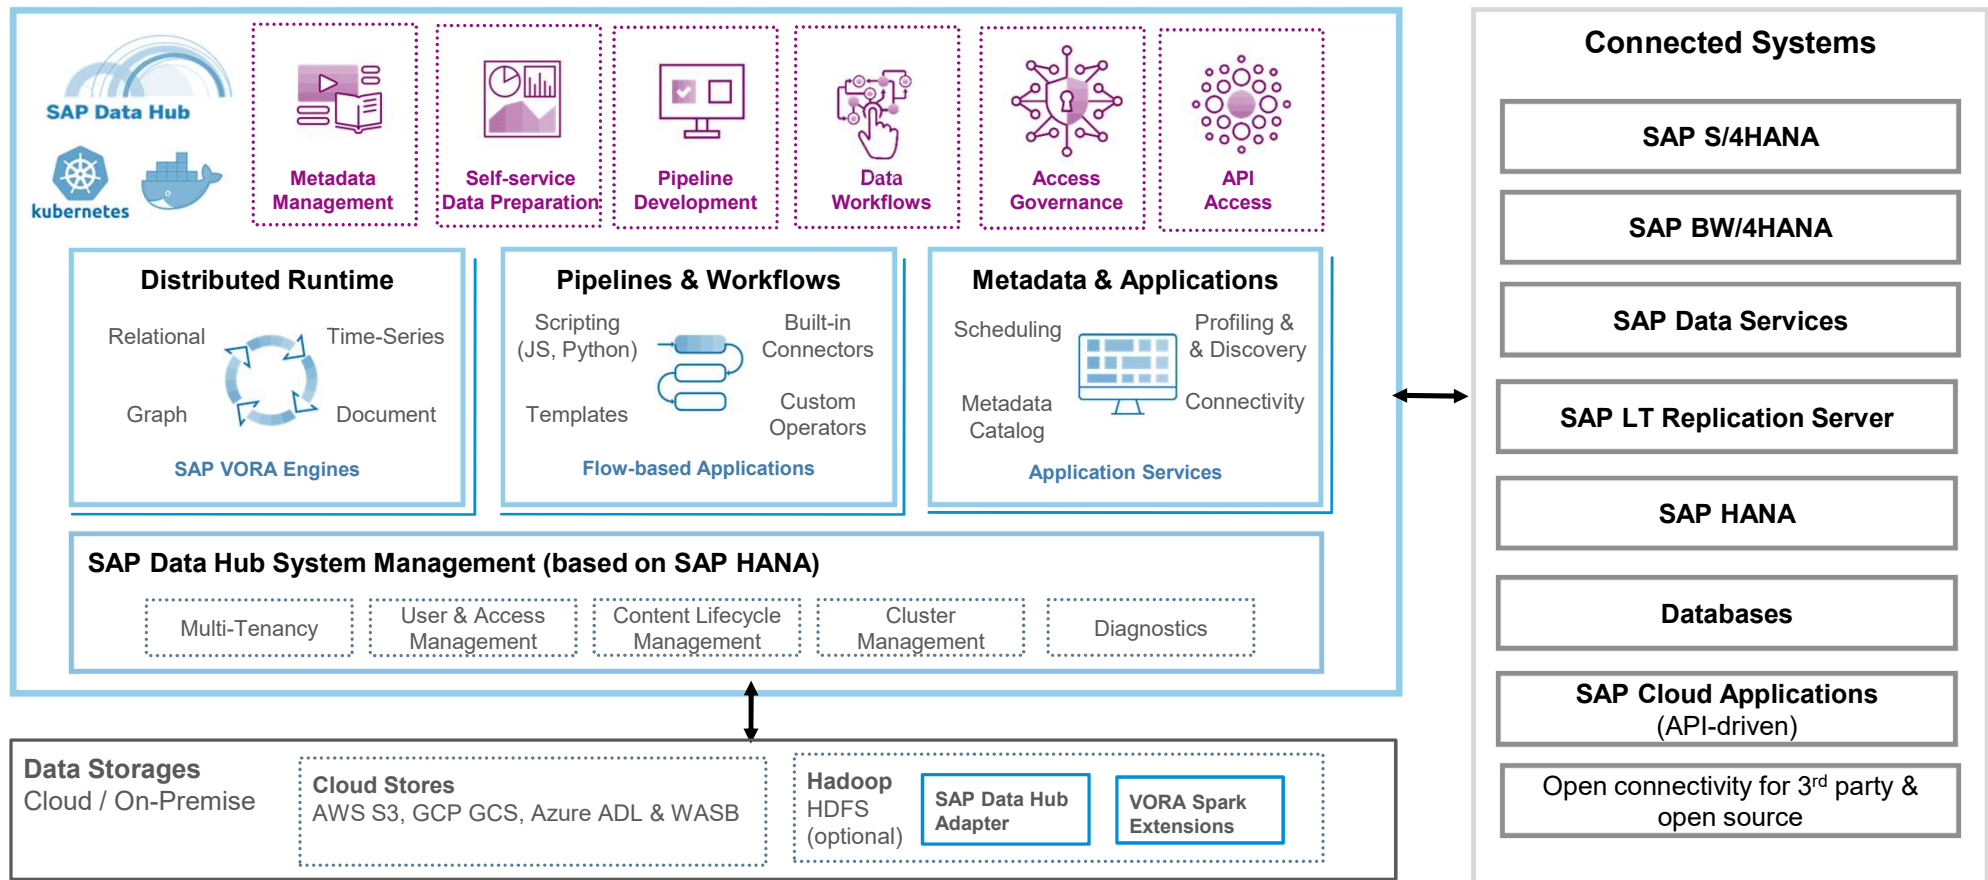 SAP Data Hub
kubernetes
Metadata
Management
Self-service
Data Preparation
Pipeline
Development
Data
Workflows
Access
Governance
API
Access
Distributed Runtime
Relational
Time-Series
Graph
Document
SAP VORA Engines
Pipelines & Workflows
Scripting
(JS, Python)
Built-in
Connectors
Templates
Custom
Operators
Flow-based Applications
Metadata & Applications
Scheduling
Profiling &
& Discovery
Metadata
Catalog
Connectivity
Application Services
SAP Data Hub System Management (based on SAP HANA)
Multi-Tenancy
User & Access
Management
Content Lifecycle
Management
Cluster
Management
Diagnostics
Data Storages
Cloud / On-Premise
Cloud Stores
AWS S3, GCP GCS, Azure ADL & WASB
Hadoop
HDFS
(optional)
SAP Data Hub
Adapter
VORA Spark
Extensions
Connected Systems
SAP S/4HANA
SAP BW/4HANA
SAP Data Services
SAP LT Replication Server
SAP HANA
Databases
SAP Cloud Applications
(API-driven)
Open connectivity for 3rd party &
open source